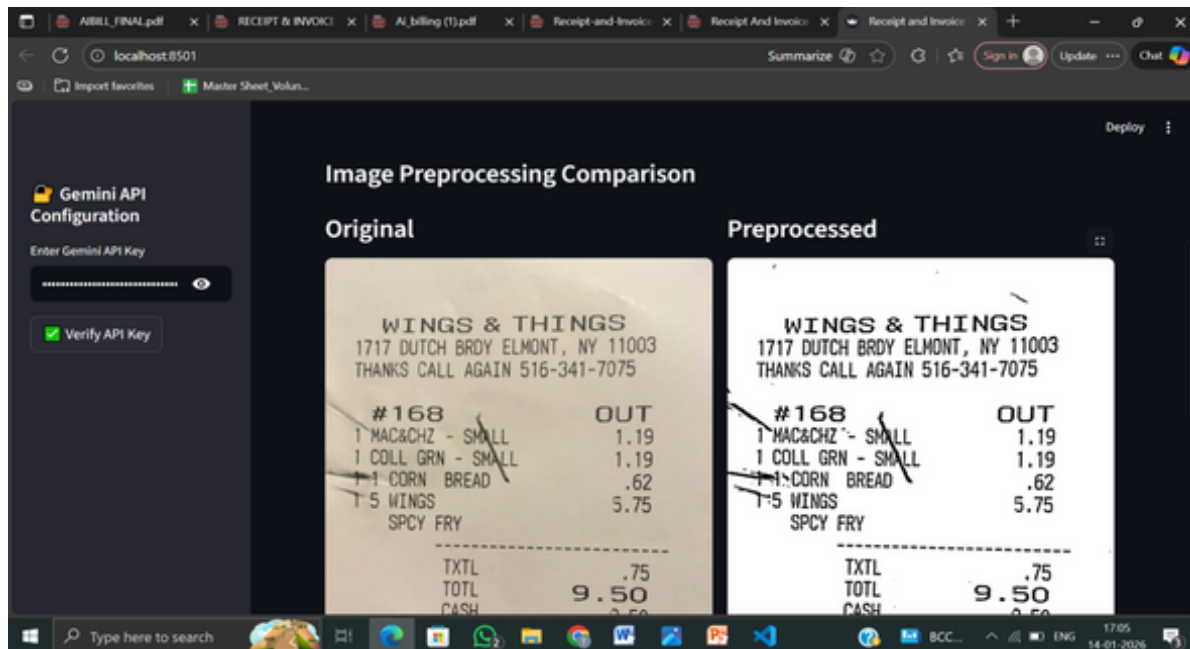 AIBILL_FINAL.pdf
RECEIPT & INVOICE
Ai_billing (1).pdf
Receipt-and-Invoice
Receipt And Invoice
Receipt and Invoice
localhost:8501
Summarize
Sign in
Update
Chat
Import favorites
Master Sheet_Volun...
Deploy
Gemini API
Configuration
Enter Gemini API Key
Verify API Key
Image Preprocessing Comparison
Original
WINGS & THINGS
1717 DUTCH BRDY ELMONT, NY 11003
THANKS CALL AGAIN 516-341-7075
#168 OUT
1 MAC&CHZ - SMALL 1.19
1 COLL GRN - SMALL 1.19
1 1 CORN BREAD .62
1 5 WINGS 5.75
SPCY FRY
TXTL .75
TOTL 9.50
CASH
Preprocessed
WINGS & THINGS
1717 DUTCH BRDY ELMONT, NY 11003
THANKS CALL AGAIN 516-341-7075
#168 OUT
1 MAC&CHZ - SMALL 1.19
1 COLL GRN - SMALL 1.19
1 1 CORN BREAD .62
1 5 WINGS 5.75
SPCY FRY
TXTL .75
TOTL 9.50
CASH
Type here to search
BCC...
ENG
17:05
14-01-2026